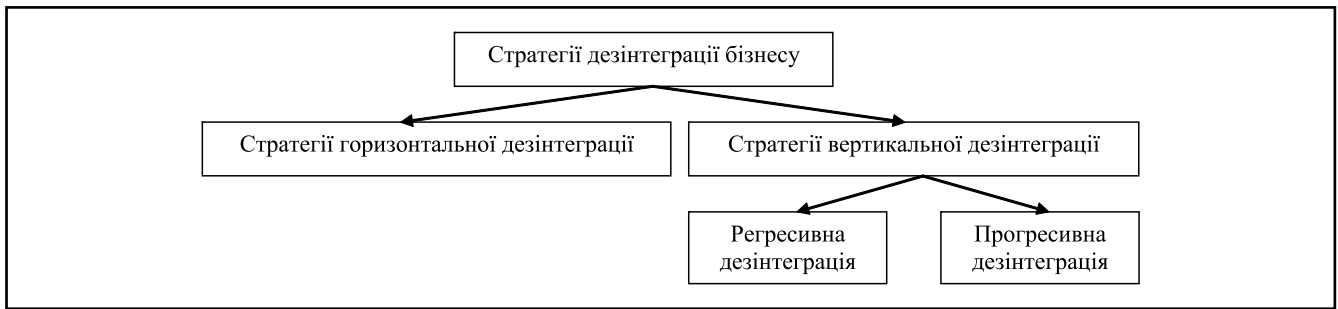 Стратегії дезінтеграції бізнесу
Стратегії горизонтальної дезінтеграції
Стратегії вертикальної дезінтеграції
Регресивна
дезінтеграція
Прогресивна
дезінтеграція